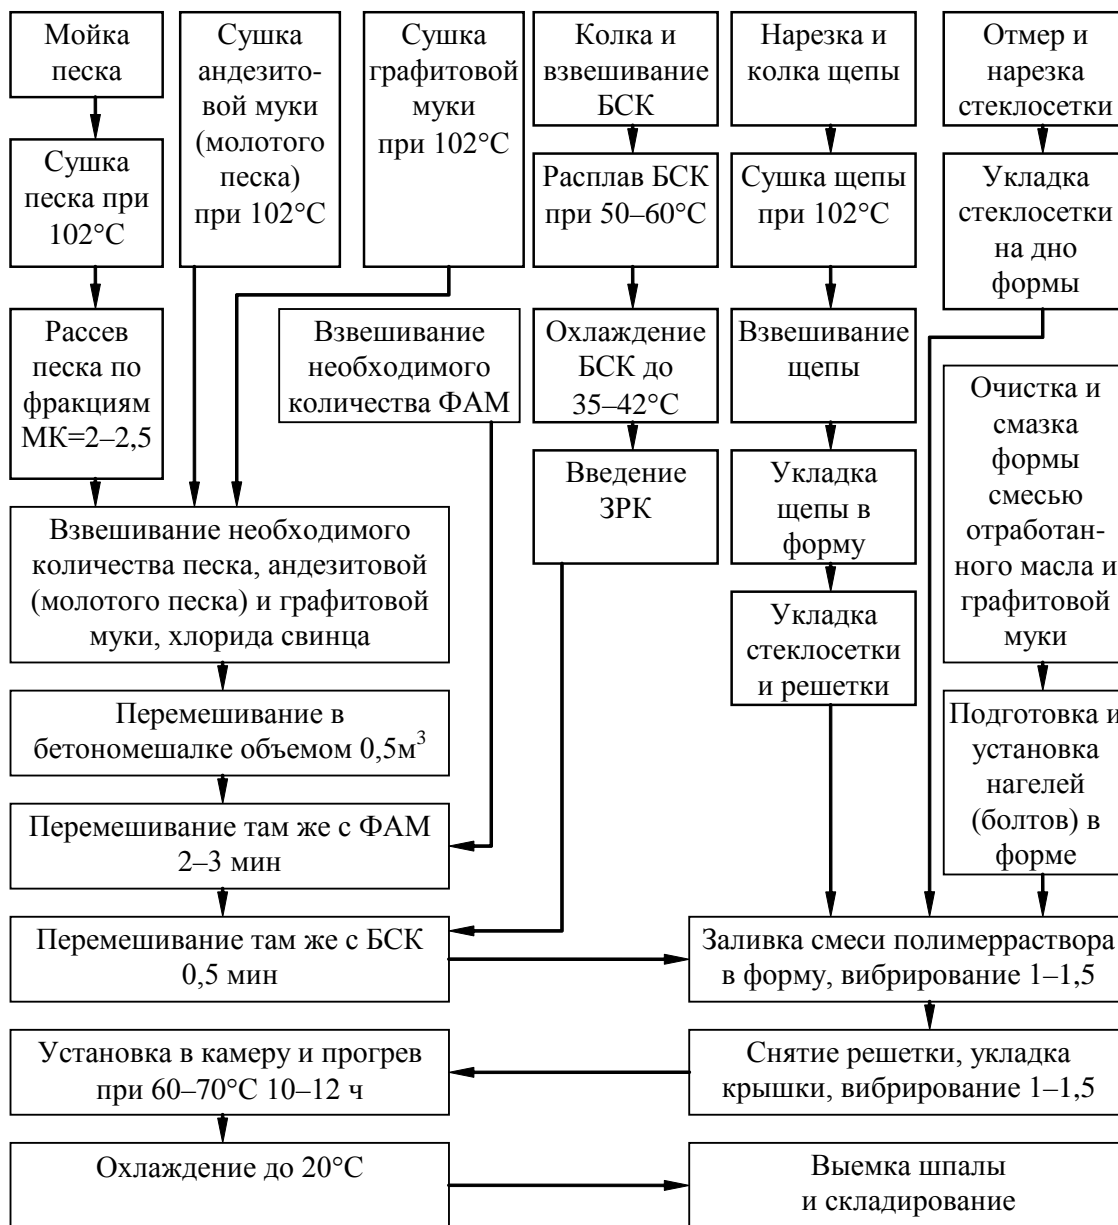 Мойка
песка
Сушка
андезито-
вой муки
(молотого
песка)
при 102°С
Сушка
графитовой
муки
при 102°С
Колка и
взвешивание
БСК
Нарезка и
колка щепы
Отмер и
нарезка
стеклосетки
Сушка
песка при
102°С
Расплав БСК
при 50–60°С
Сушка щепы
при 102°С
Укладка
стеклосетки
на дно
формы
Рассев
песка по
фракциям
МК=2–2,5
Взвешивание
необходимого
количества ФАМ
Охлаждение
БСК до
35–42°С
Взвешивание
щепы
Очистка и
смазка
формы
смесью
отработан-
ного масла и
графитовой
муки
Введение
ЗРК
Укладка
щепы в
форму
Взвешивание необходимого
количества песка, андезитовой
(молотого песка) и графитовой
муки, хлорида свинца
Укладка
стеклосетки
и решетки
Перемешивание в
бетономешалке объемом 0,5м³
Подготовка и
установка
нагелей
(болтов) в
форме
Перемешивание там же с ФАМ
2–3 мин
Перемешивание там же с БСК
0,5 мин
Заливка смеси полимерраствора
в форму, вибрирование 1–1,5
Установка в камеру и прогрев
при 60–70°С 10–12 ч
Снятие решетки, укладка
крышки, вибрирование 1–1,5
Охлаждение до 20°С
Выемка шпалы
и складирование